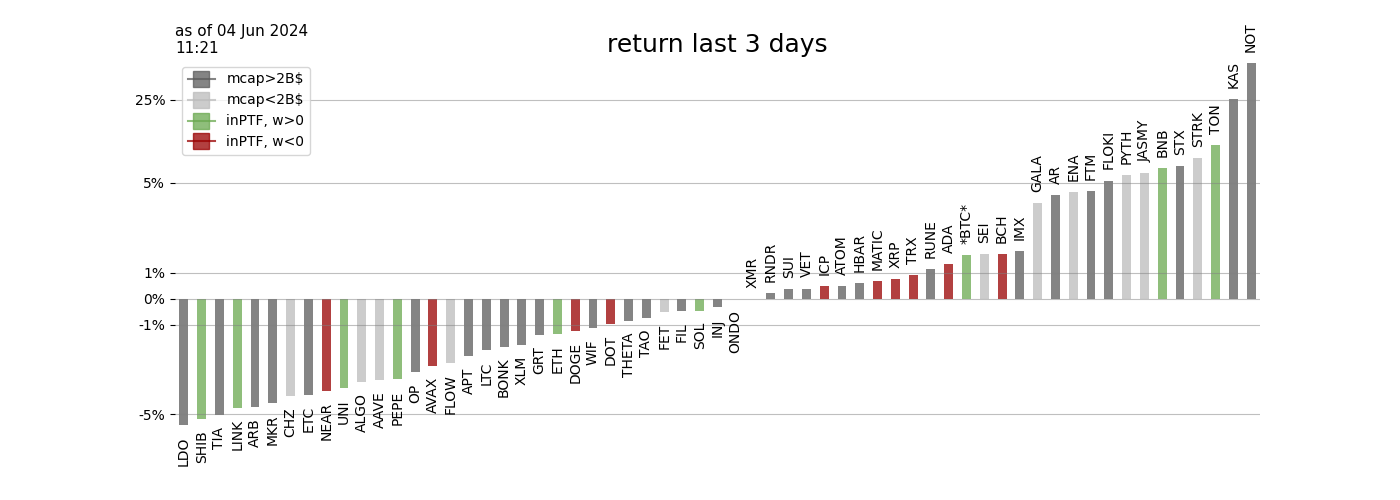 as of 04 Jun 2024
11:21
return last 3 days
mcap>2B$
mcap<2B$
inPTF, w>0
inPTF, w<0
25%
5%
1%
0%
-1%
-5%
LDO
SHIB
TIA
LINK
ARB
MKR
CHZ
ETC
NEAR
UNI
ALGO
AAVE
PEPE
OP
AVAX
FLOW
APT
LTC
BONK
XLM
GRT
ETH
DOGE
WIF
DOT
THETA
TAO
FET
FIL
SOL
INJ
ONDO
XMR
RNDR
SUI
VET
ICP
ATOM
HBAR
MATIC
XRP
TRX
RUNE
ADA
*BTC*
SEI
BCH
IMX
GALA
AR
ENA
FTM
FLOKI
PYTH
JASMY
BNB
STX
STRK
TON
KAS
NOT